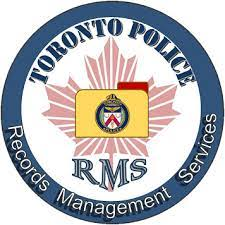 TORONTO POLICE
RMS
Records Management Services